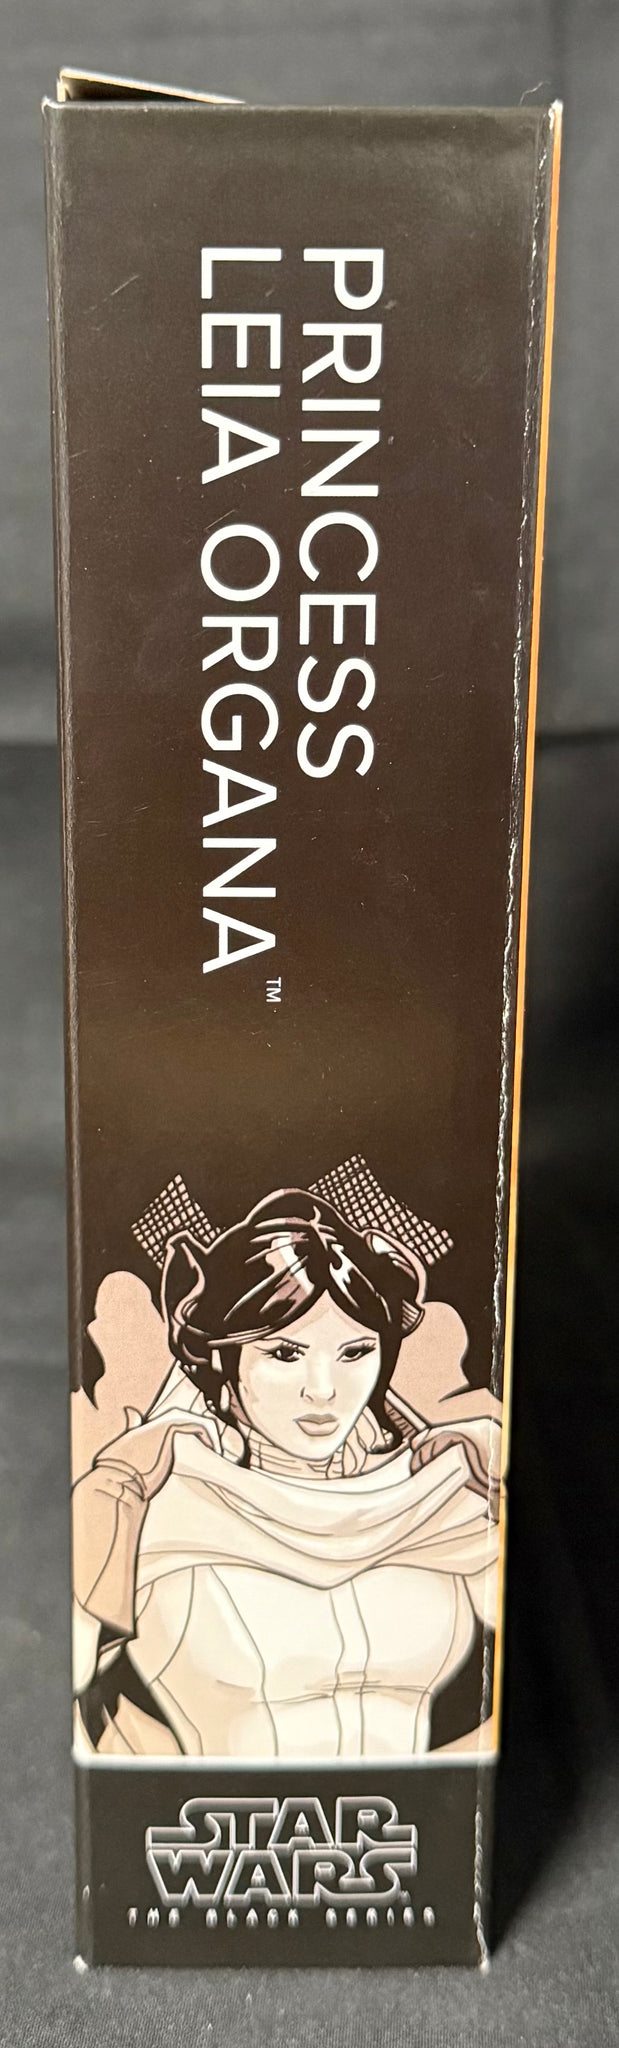 PRINCESS
LEIA ORGANA™
STAR
WARS
THE BLACK SERIES